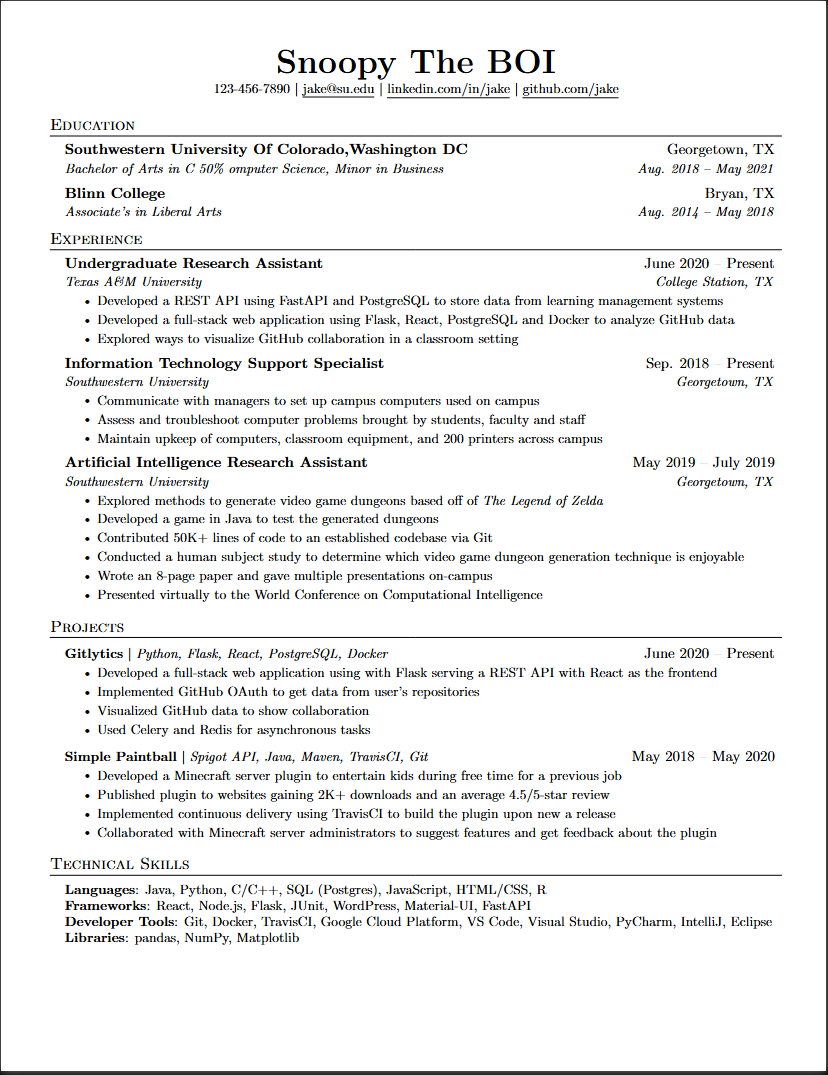 Snoopy The BOI
123-456-7890 | jake@su.edu | linkedin.com/in/jake | github.com/jake
Education
Southwestern University Of Colorado,Washington DC Georgetown, TX
Bachelor of Arts in C 50% omputer Science, Minor in Business Aug. 2018 – May 2021
Blinn College Bryan, TX
Associate's in Liberal Arts Aug. 2014 – May 2018
Experience
Undergraduate Research Assistant June 2020 – Present
Texas A&M University College Station, TX
• Developed a REST API using FastAPI and PostgreSQL to store data from learning management systems
• Developed a full-stack web application using Flask, React, PostgreSQL and Docker to analyze GitHub data
• Explored ways to visualize GitHub collaboration in a classroom setting
Information Technology Support Specialist Sep. 2018 – Present
Southwestern University Georgetown, TX
• Communicate with managers to set up campus computers used on campus
• Assess and troubleshoot computer problems brought by students, faculty and staff
• Maintain upkeep of computers, classroom equipment, and 200 printers across campus
Artificial Intelligence Research Assistant May 2019 – July 2019
Southwestern University Georgetown, TX
• Explored methods to generate video game dungeons based off of The Legend of Zelda
• Developed a game in Java to test the generated dungeons
• Contributed 50K+ lines of code to an established codebase via Git
• Conducted a human subject study to determine which video game dungeon generation technique is enjoyable
• Wrote an 8-page paper and gave multiple presentations on-campus
• Presented virtually to the World Conference on Computational Intelligence
Projects
Gitlytics | Python, Flask, React, PostgreSQL, Docker June 2020 – Present
• Developed a full-stack web application using with Flask serving a REST API with React as the frontend
• Implemented GitHub OAuth to get data from user's repositories
• Visualized GitHub data to show collaboration
• Used Celery and Redis for asynchronous tasks
Simple Paintball | Spigot API, Java, Maven, TravisCI, Git May 2018 – May 2020
• Developed a Minecraft server plugin to entertain kids during free time for a previous job
• Published plugin to websites gaining 2K+ downloads and an average 4.5/5-star review
• Implemented continuous delivery using TravisCI to build the plugin upon new a release
• Collaborated with Minecraft server administrators to suggest features and get feedback about the plugin
Technical Skills
Languages: Java, Python, C/C++, SQL (Postgres), JavaScript, HTML/CSS, R
Frameworks: React, Node.js, Flask, JUnit, WordPress, Material-UI, FastAPI
Developer Tools: Git, Docker, TravisCI, Google Cloud Platform, VS Code, Visual Studio, PyCharm, IntelliJ, Eclipse
Libraries: pandas, NumPy, Matplotlib